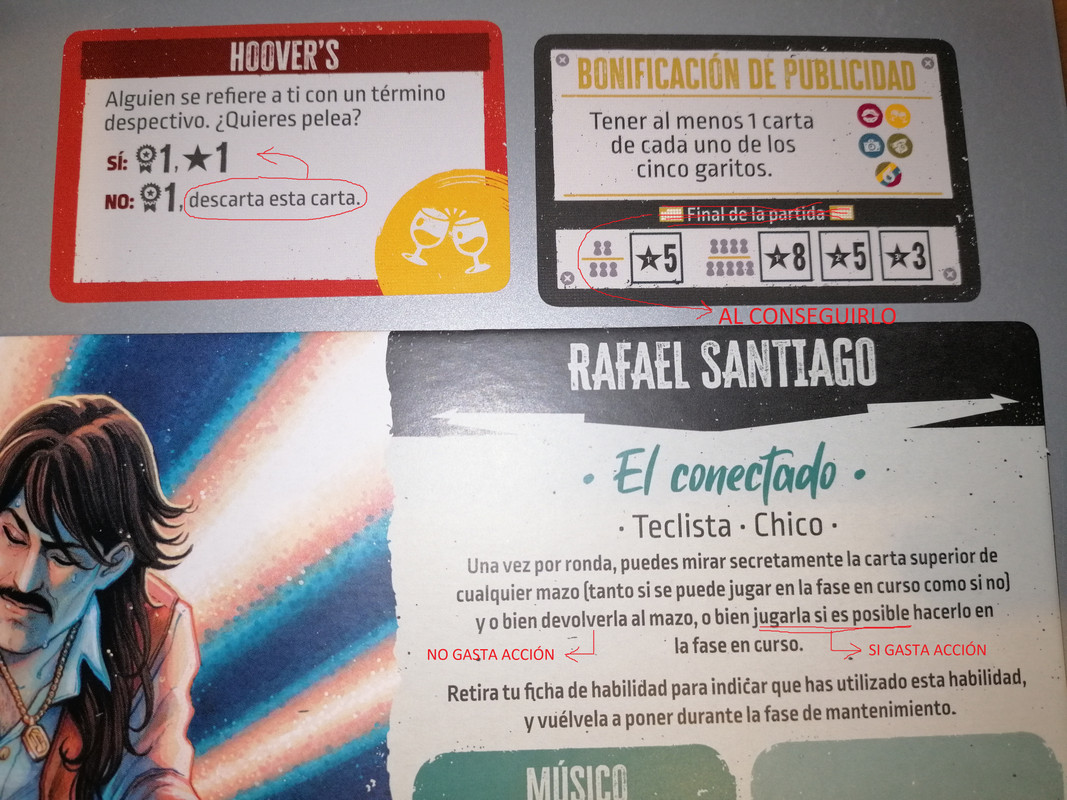 HOOVER'S
Alguien se refiere a ti con un término
despectivo. ¿Quieres pelea?
SÍ: 1, ★1
NO: 1, descarta esta carta.
BONIFICACIÓN DE PUBLICIDAD
Tener al menos 1 carta
de cada uno de los
cinco garitos.
Final de la partida
1 5 1 8 2 5 3 3
AL CONSEGUIRLO
RAFAEL SANTIAGO
· El conectado ·
· Teclista · Chico ·
Una vez por ronda, puedes mirar secretamente la carta superior de
cualquier mazo (tanto si se puede jugar en la fase en curso como si no)
y o bien devolverla al mazo, o bien jugarla si es posible hacerlo en
la fase en curso.
NO GASTA ACCIÓN
SI GASTA ACCIÓN
Retira tu ficha de habilidad para indicar que has utilizado esta habilidad,
y vuélvela a poner durante la fase de mantenimiento.
MÚSICO